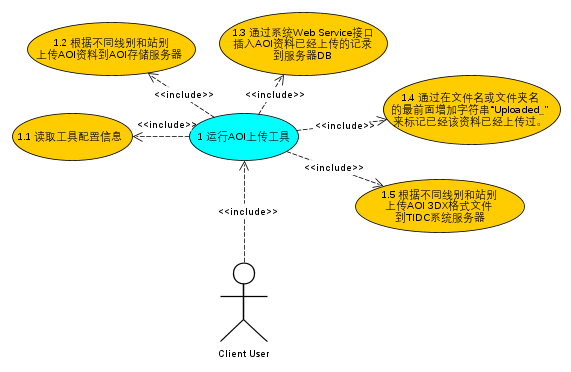 1.2 根据不同线别和站别
上传AOI资料到AOI存储服务器
1.3 通过系统Web Service接口
插入AOI资料已经上传的记录
到服务器DB
<<include>>
<<include>>
1.4 通过在文件名或文件夹名
的最前面增加字符串“Uploaded_”
来标记已经该资料已经上传过。
<<include>>
<<include>>
1.1 读取工具配置信息
1 运行AOI上传工具
<<include>>
1.5 根据不同线别和站别
上传AOI 3DX格式文件
到TIDC系统服务器
<<include>>
Client User